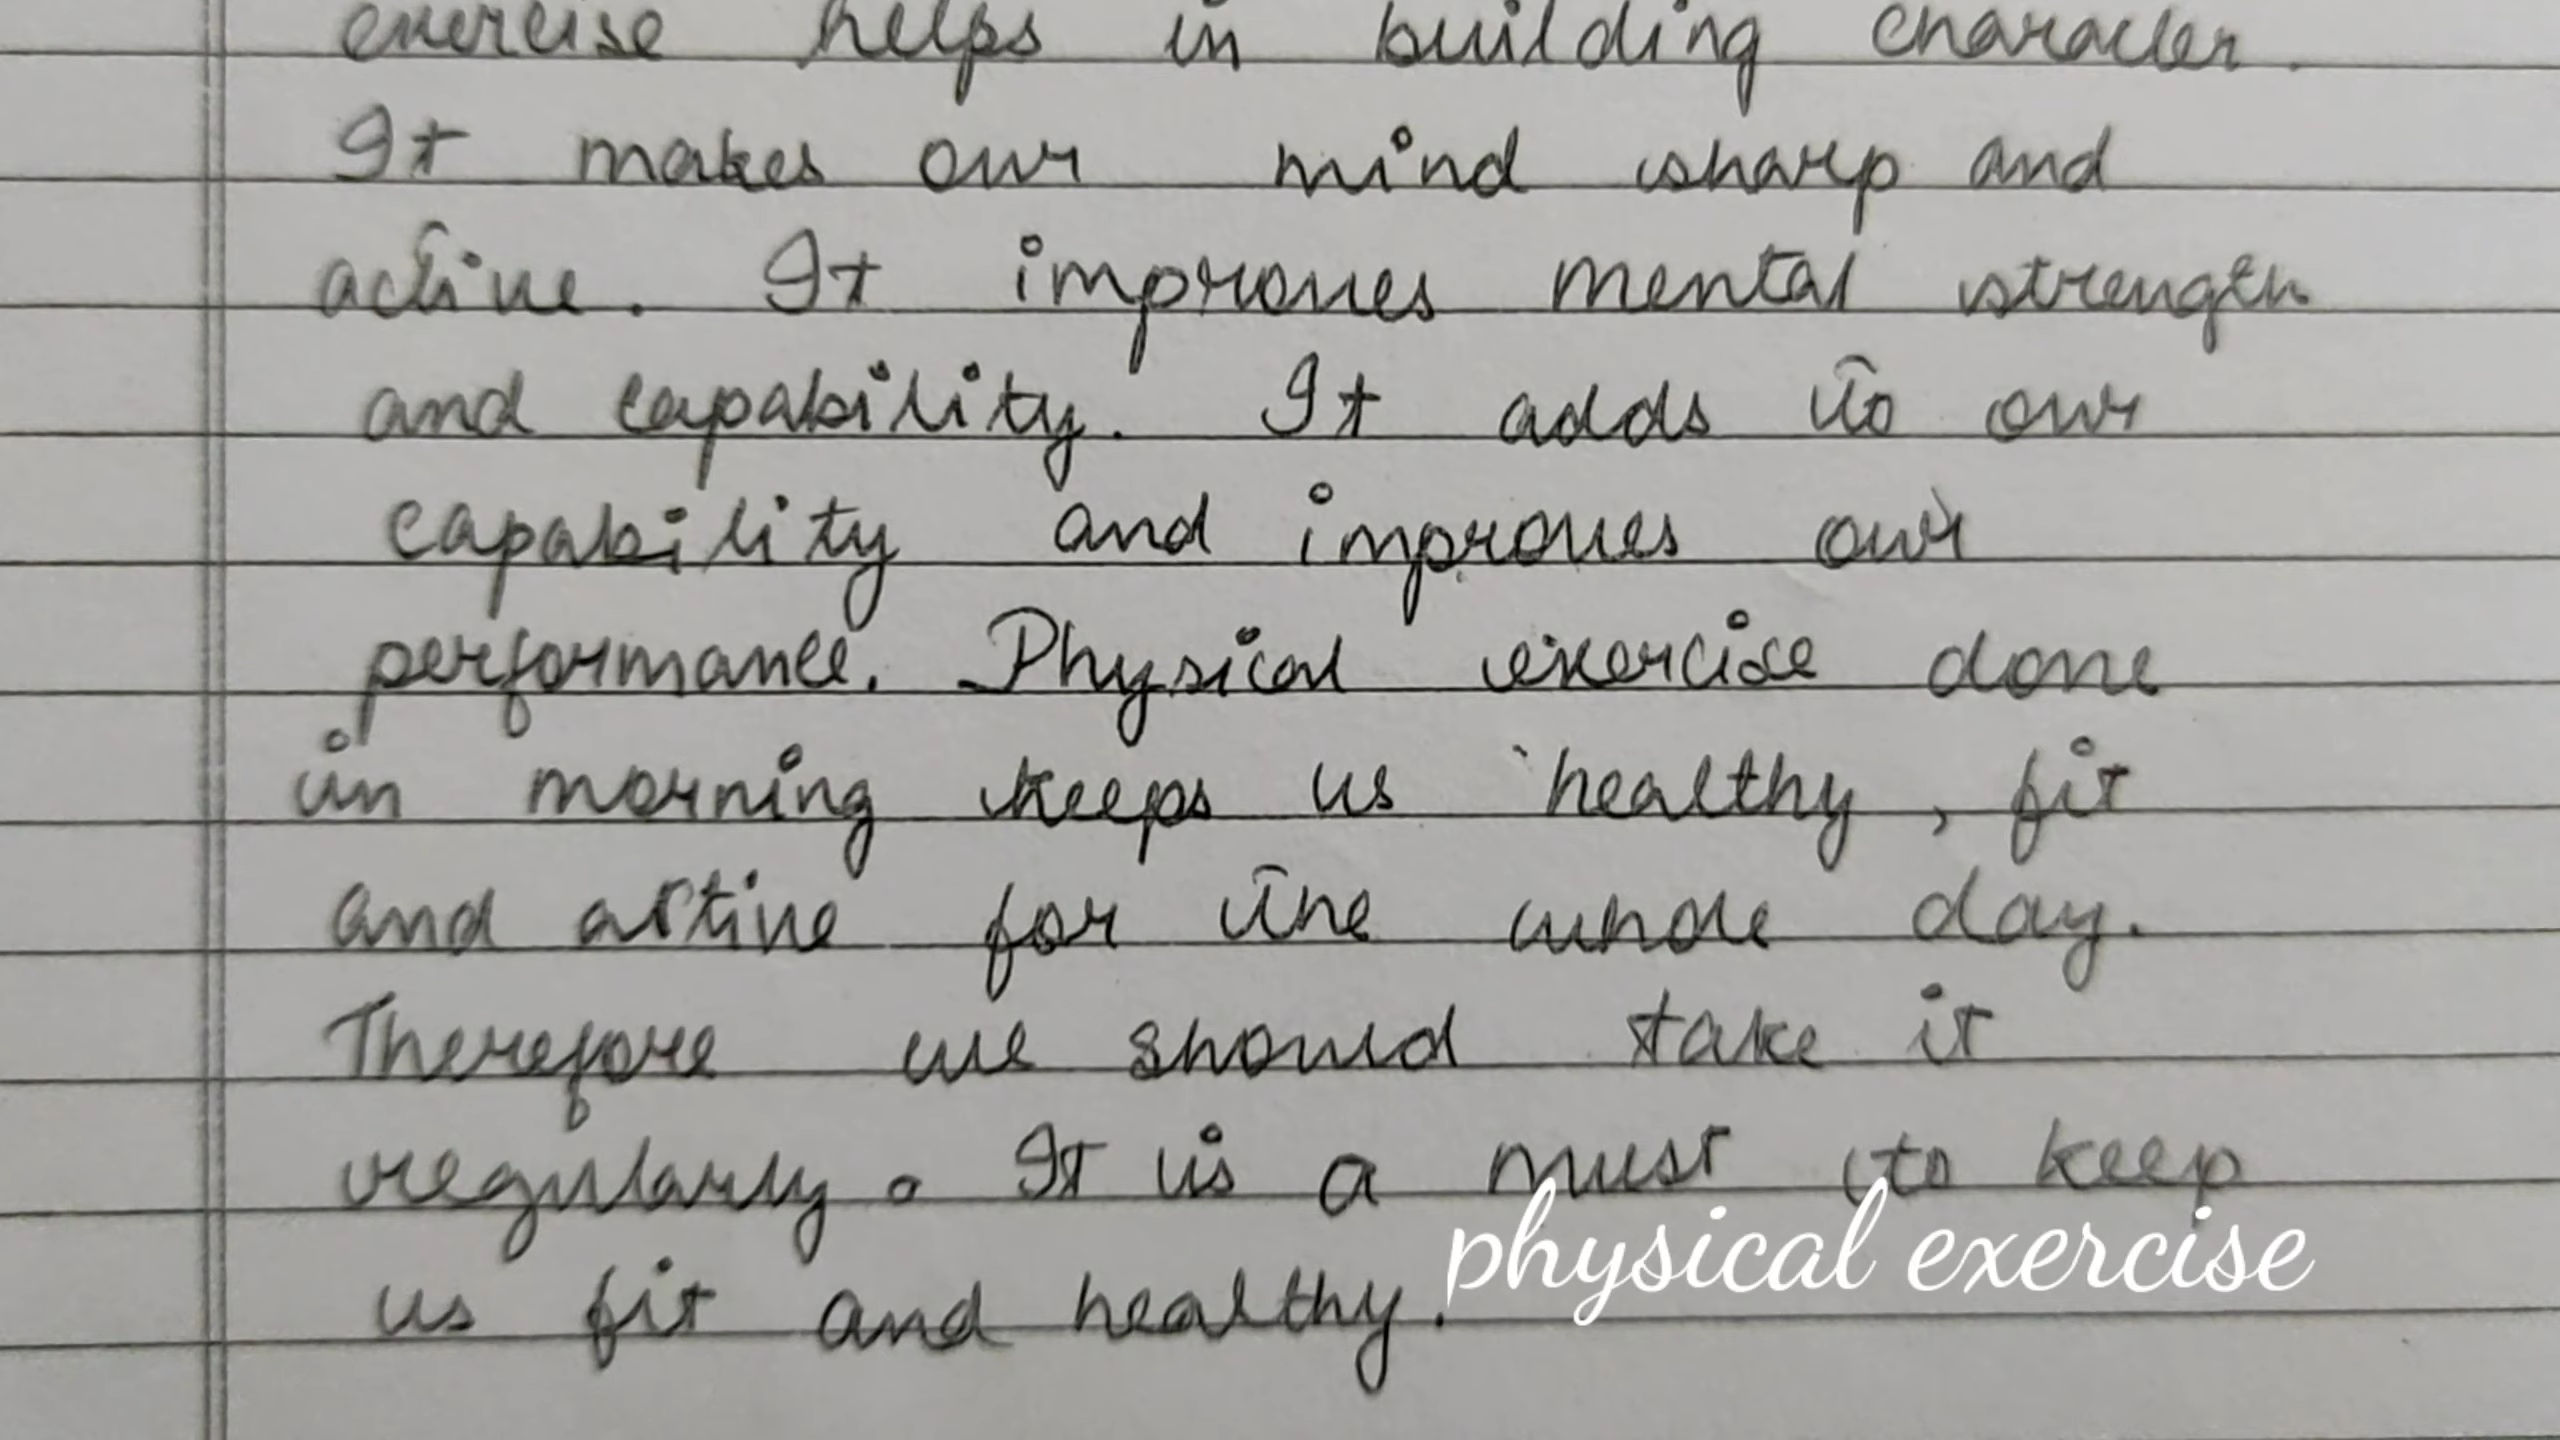 exercise helps in building character.
It makes our mind sharp and
active. It improves mental strength
and capability. It adds to our
capability and improves our
performance. Physical exercise done
in morning keeps us healthy, fit
and active for the whole day.
Therefore we should take it
regularly. It is a must to keep
us fit and healthy.
physical exercise